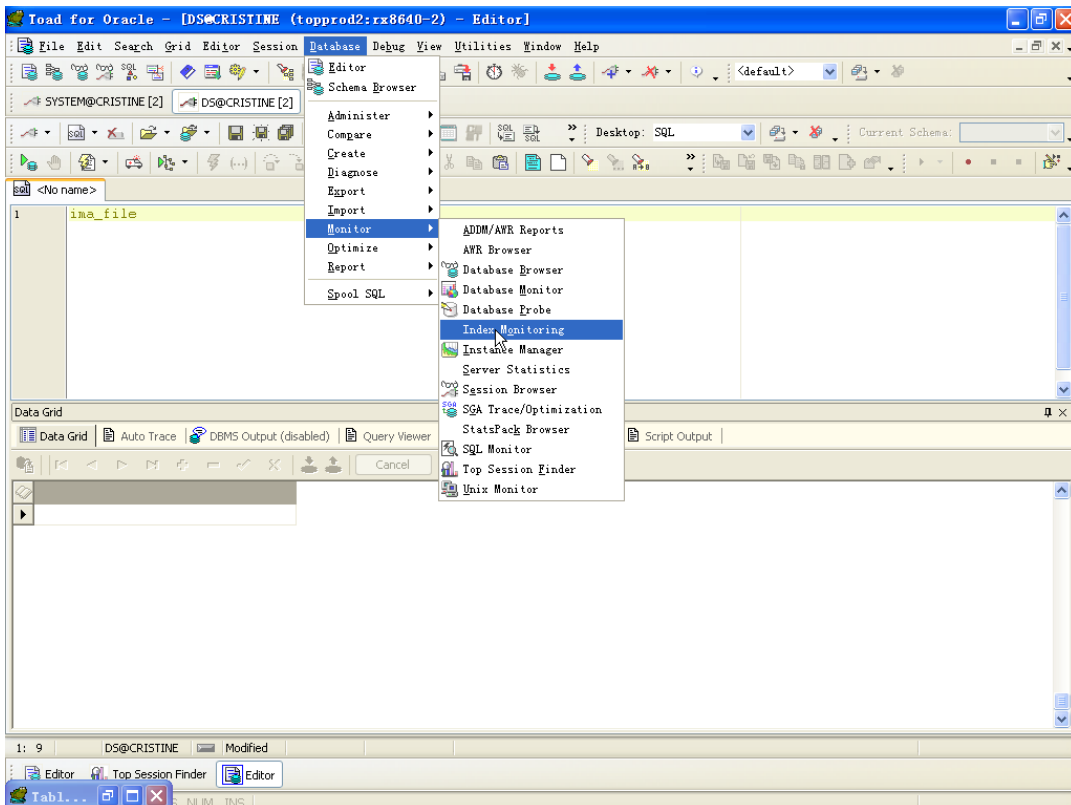 Toad for Oracle - [DS@CRISTINE (topprod2:rx8640-2) - Editor]
File Edit Search Grid Editor Session Database Debug View Utilities Window Help
<default>
SYSTEM@CRISTINE [2] DS@CRISTINE [2]
Desktop: SQL Current Schema:
<No name>
1 ima_file
Editor
Schema Browser
Administer
Compare
Create
Diagnose
Export
Import
Monitor
Optimize
Report
Spool SQL
ADDM/AWR Reports
AWR Browser
Database Browser
Database Monitor
Database Probe
Index Monitoring
Instance Manager
Server Statistics
Session Browser
SGA Trace/Optimization
StatsPack Browser
SQL Monitor
Top Session Finder
Unix Monitor
Data Grid
Data Grid Auto Trace DBMS Output (disabled) Query Viewer Script Output
Cancel
1: 9 DS@CRISTINE Modified
Editor Top Session Finder Editor
Tabl... NUM INS